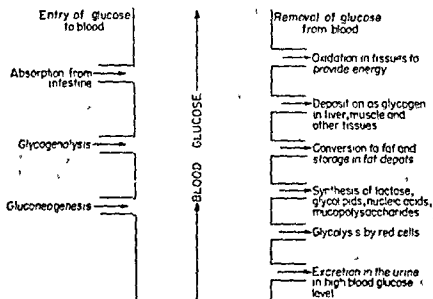 Entry of glucose
to blood
Absorption from
intestine
Glycogenolysis
Gluconeogenesis
BLOOD GLUCOSE
Removal of glucose
from blood
Oxidation in tissues to
provide energy
Deposit on as glycogen
in liver, muscle and
other tissues
Conversion to fat and
storage in fat depots
Synthesis of lactose,
glycol pids, nucleic acids,
mucopolysaccharides
Glycolys s by red cells
Excretion in the urine
in high blood glucose
level